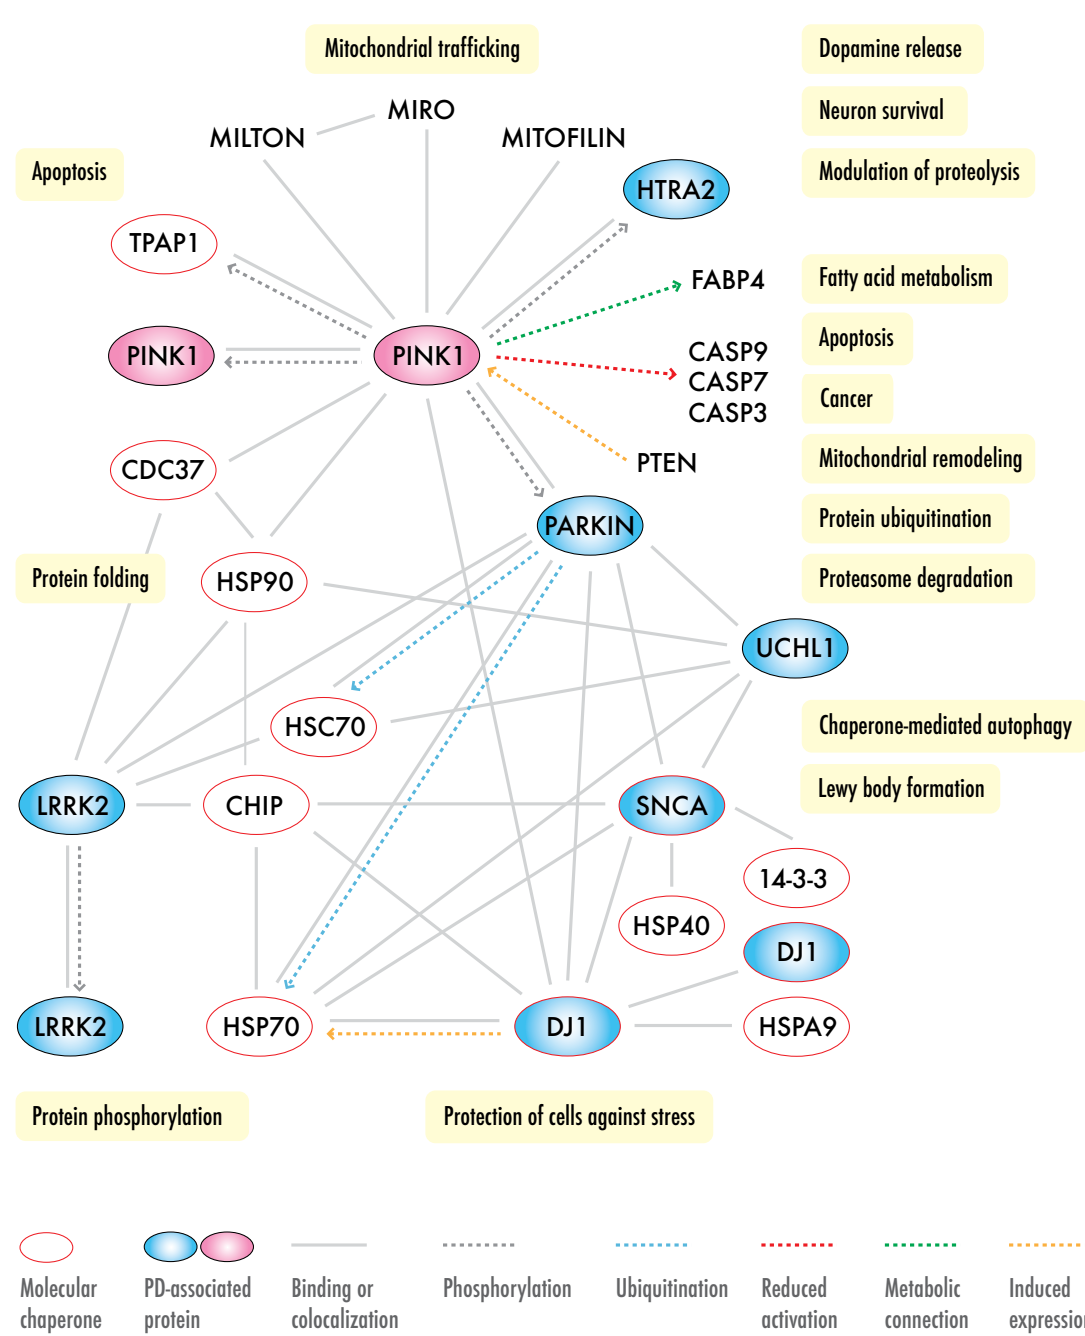 Mitochondrial trafficking
Dopamine release
MIRO
Neuron survival
MILTON
MITOFILIN
Apoptosis
Modulation of proteolysis
HTRA2
TPAP1
FABP4
Fatty acid metabolism
PINK1
PINK1
CASP9
CASP7
CASP3
Apoptosis
Cancer
CDC37
PTEN
Mitochondrial remodeling
PARKIN
Protein ubiquitination
Protein folding
HSP90
Proteasome degradation
UCHL1
HSC70
Chaperone-mediated autophagy
LRRK2
CHIP
SNCA
Lewy body formation
14-3-3
HSP40
DJ1
LRRK2
HSP70
DJ1
HSPA9
Protein phosphorylation
Protection of cells against stress
Molecular
chaperone
PD-associated
protein
Binding or
colocalization
Phosphorylation
Ubiquitination
Reduced
activation
Metabolic
connection
Induced
expression